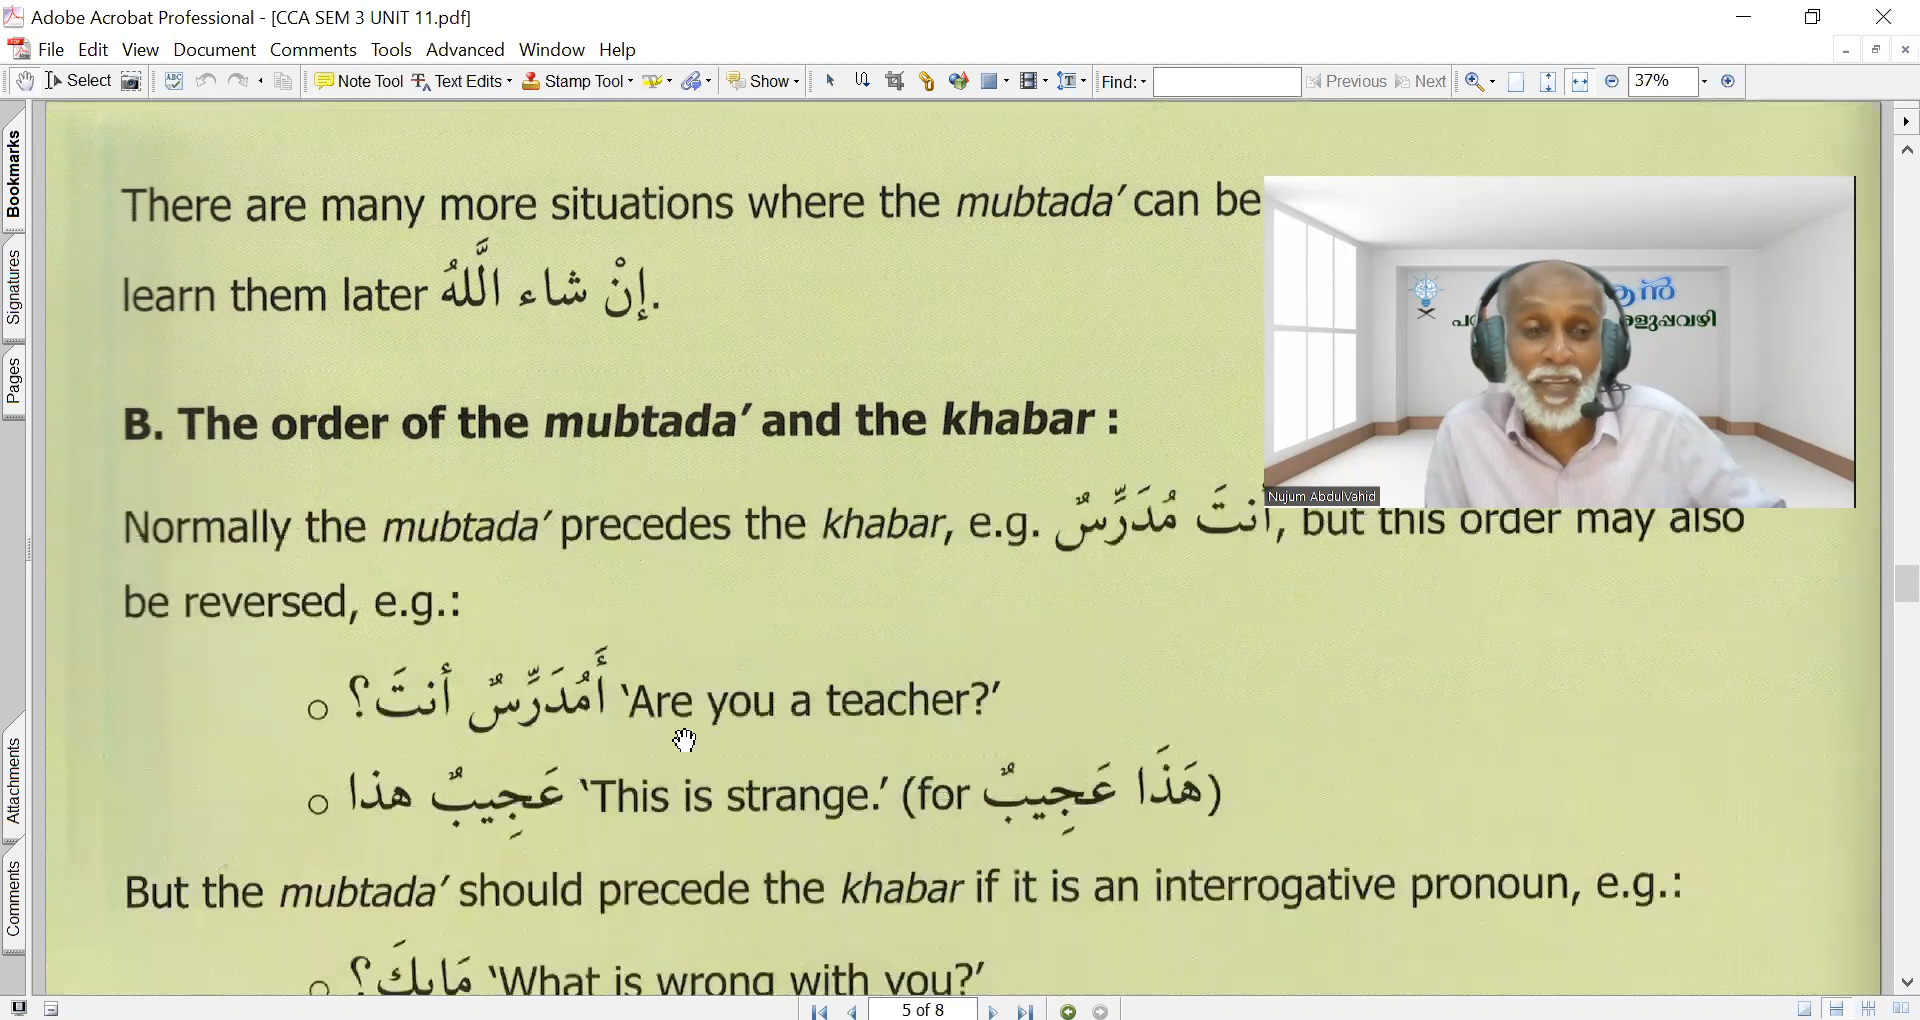 Adobe Acrobat Professional - [CCA SEM 3 UNIT 11.pdf]
File Edit View Document Comments Tools Advanced Window Help
Select Note Tool Text Edits Stamp Tool Show Find: Previous Next 37%
Bookmarks
Signatures
Pages
Attachments
Comments
There are many more situations where the mubtada’ can be
learn them later إِنْ شاء اللَّهُ.
B. The order of the mubtada’ and the khabar :
Normally the mubtada’ precedes the khabar, e.g. أنتَ مُدَرِّسٌ, but this order may also
be reversed, e.g.:
o أَمُدَرِّسٌ أنتَ؟ ‘Are you a teacher?’
o عَجِيبٌ هذا ‘This is strange.’ (for هَذَا عَجِيبٌ)
But the mubtada’ should precede the khabar if it is an interrogative pronoun, e.g.:
o مَابِكَ؟ ‘What is wrong with you?’
Nujum AbdulVahid
5 of 8